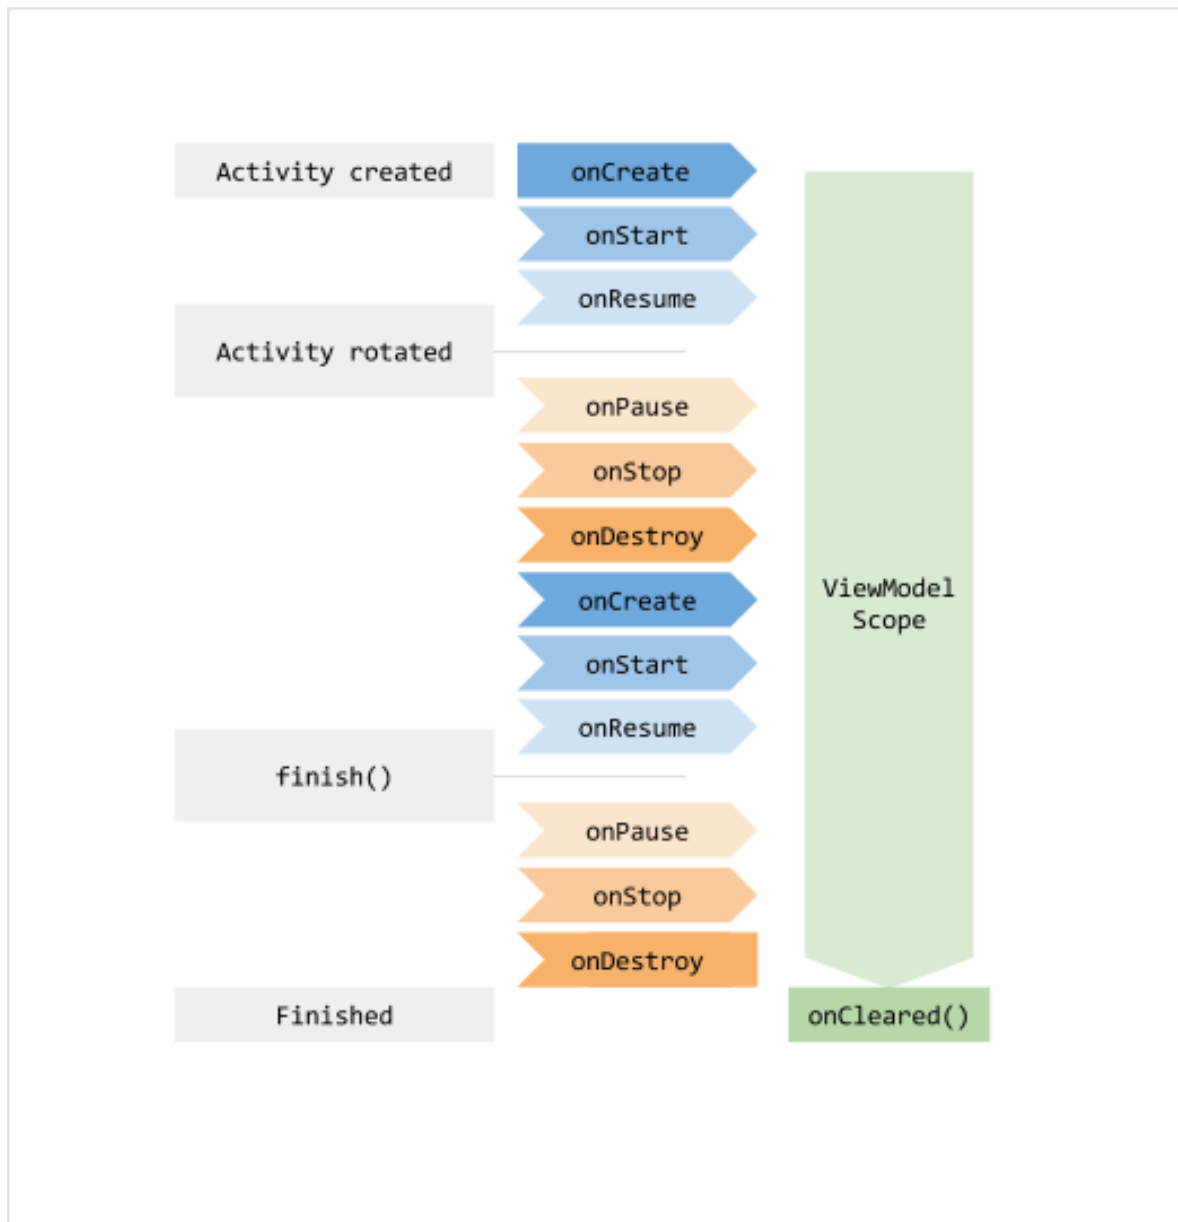 Activity created
onCreate
onStart
onResume
Activity rotated
onPause
onStop
onDestroy
onCreate
onStart
onResume
finish()
onPause
onStop
onDestroy
Finished
ViewModel
Scope
onCleared()